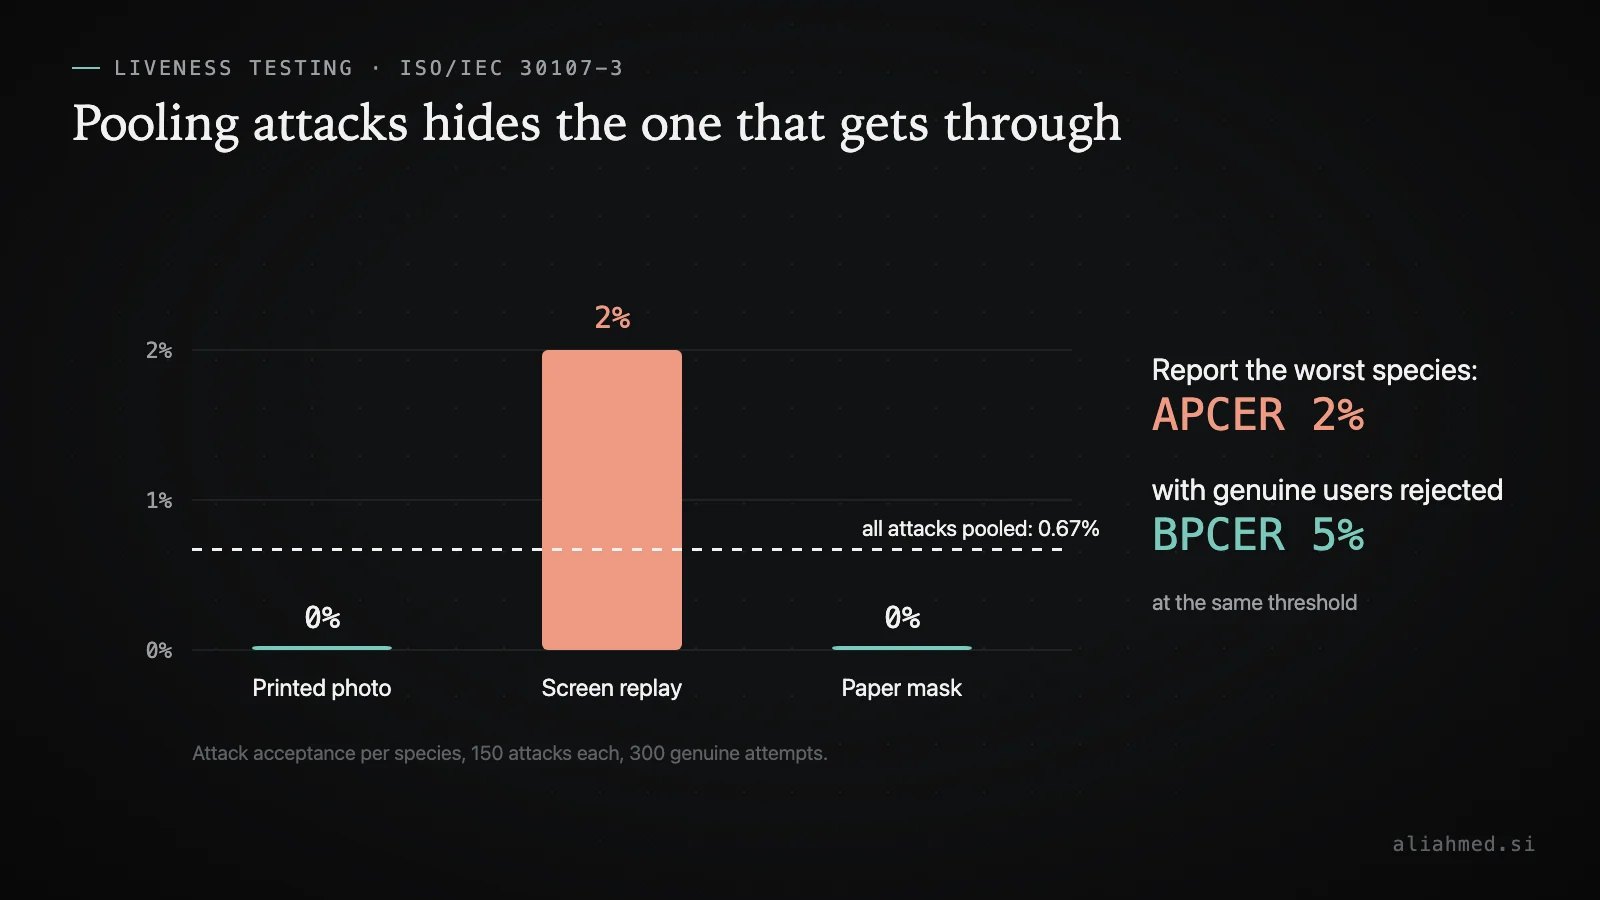 LIVENESS TESTING · ISO/IEC 30107-3
Pooling attacks hides the one that gets through
2%
2%
1%
all attacks pooled: 0.67%
0%
0%
0%
Printed photo
Screen replay
Paper mask
Attack acceptance per species, 150 attacks each, 300 genuine attempts.
Report the worst species:
APCER 2%
with genuine users rejected
BPCER 5%
at the same threshold
aliahmed.si